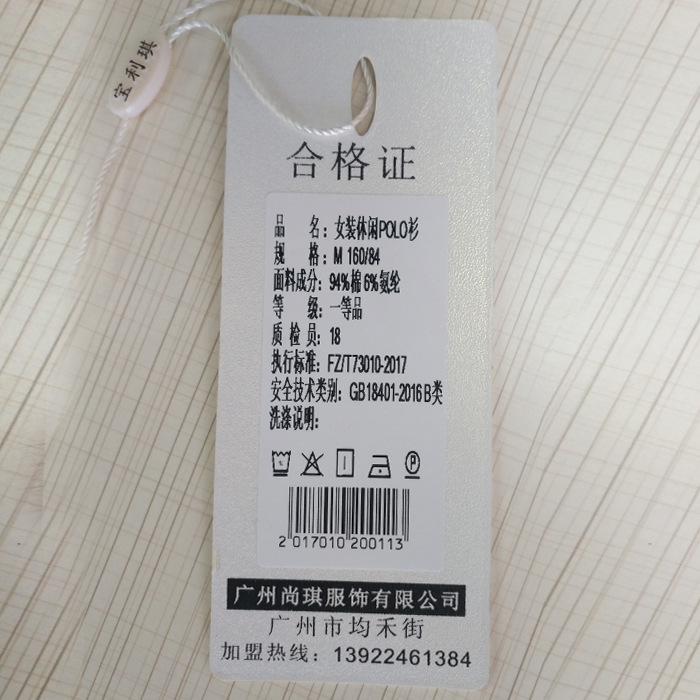 宝利琪
合格证
品 名：女装休闲POLO衫
规 格：M 160/84
面料成分：94%棉 6%氨纶
等 级：一等品
质 检 员：18
执行标准：FZ/T73010-2017
安全技术类别：GB18401-2016 B类
洗涤说明：
P
2 017010 200113
广州尚琪服饰有限公司
广州市均禾街
加盟热线：13922461384